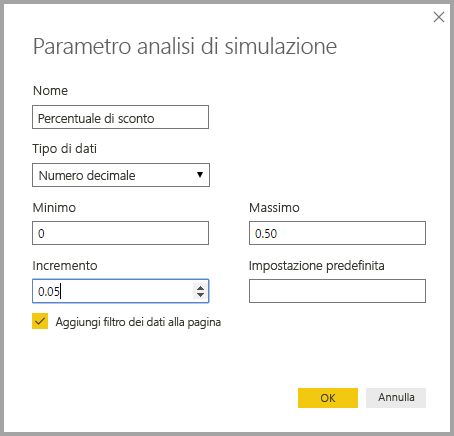 Parametro analisi di simulazione
Nome
Percentuale di sconto
Tipo di dati
Numero decimale
Minimo Massimo
0 0.50
Incremento Impostazione predefinita
0.05
Aggiungi filtro dei dati alla pagina
OK Annulla